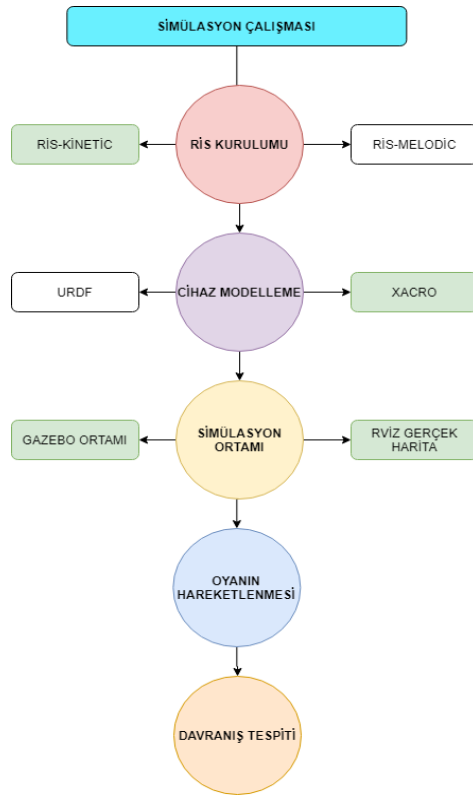 SİMÜLASYON ÇALIŞMASI
RİS-KİNETİC
RİS KURULUMU
RİS-MELODİC
URDF
CİHAZ MODELLEME
XACRO
GAZEBO ORTAMI
SİMÜLASYON
ORTAMI
RVİZ GERÇEK
HARİTA
OYANIN
HAREKETLENMESİ
DAVRANIŞ TESPİTİ